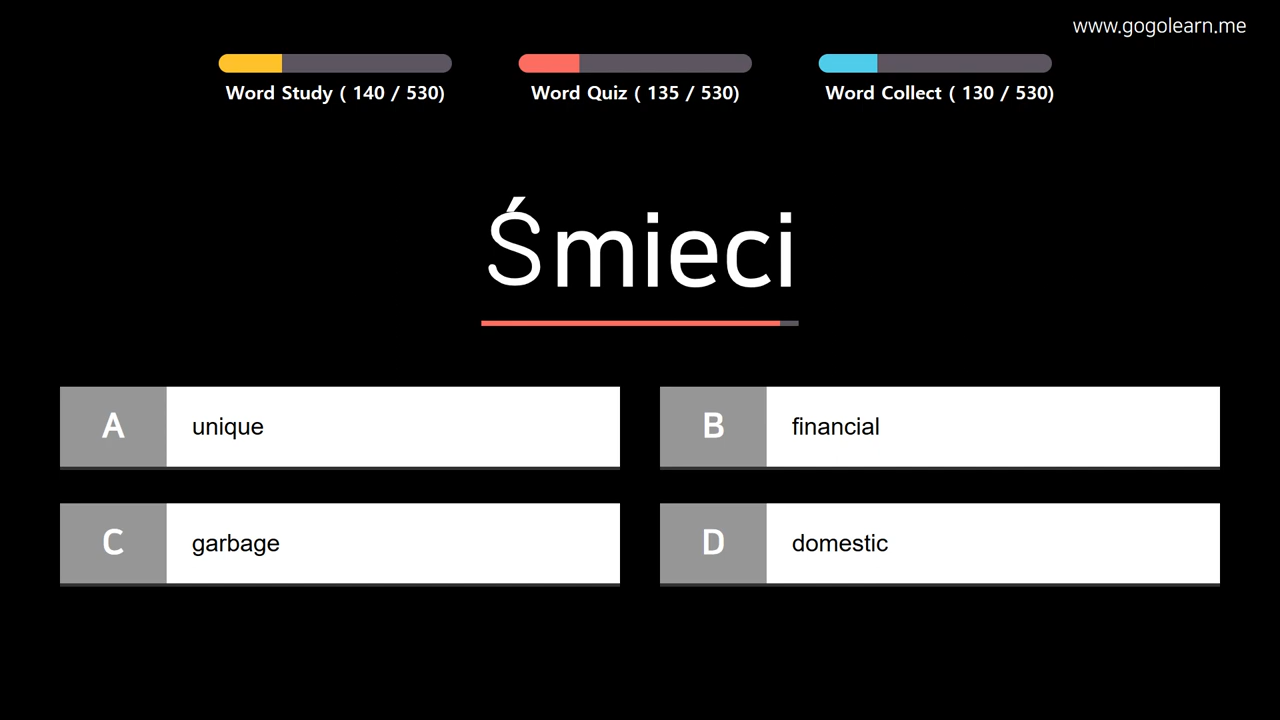 www.gogolearn.me
Word Study ( 140 / 530)
Word Quiz ( 135 / 530)
Word Collect ( 130 / 530)
Śmieci
A unique
B financial
C garbage
D domestic